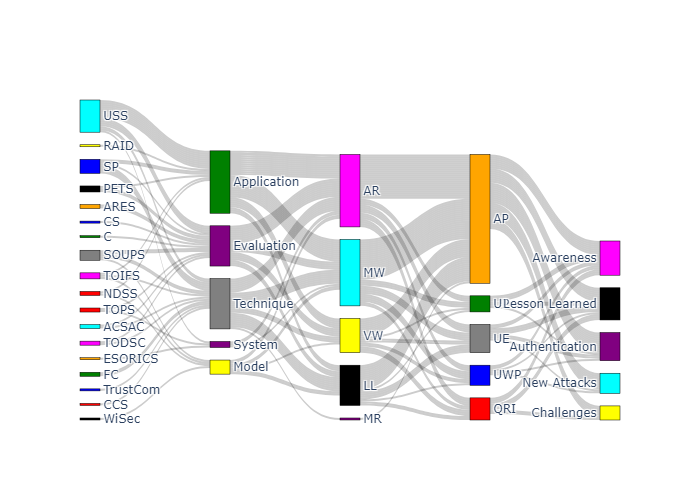 USS
RAID
SP
PETS
ARES
CS
C
SOUPS
TOIFS
NDSS
TOPS
ACSAC
TODSC
ESORICS
FC
TrustCom
CCS
WiSec
Application
Evaluation
Technique
System
Model
AR
MW
VW
LL
MR
AP
UE
UWP
QRI
Awareness
Lesson Learned
Authentication
New Attacks
Challenges